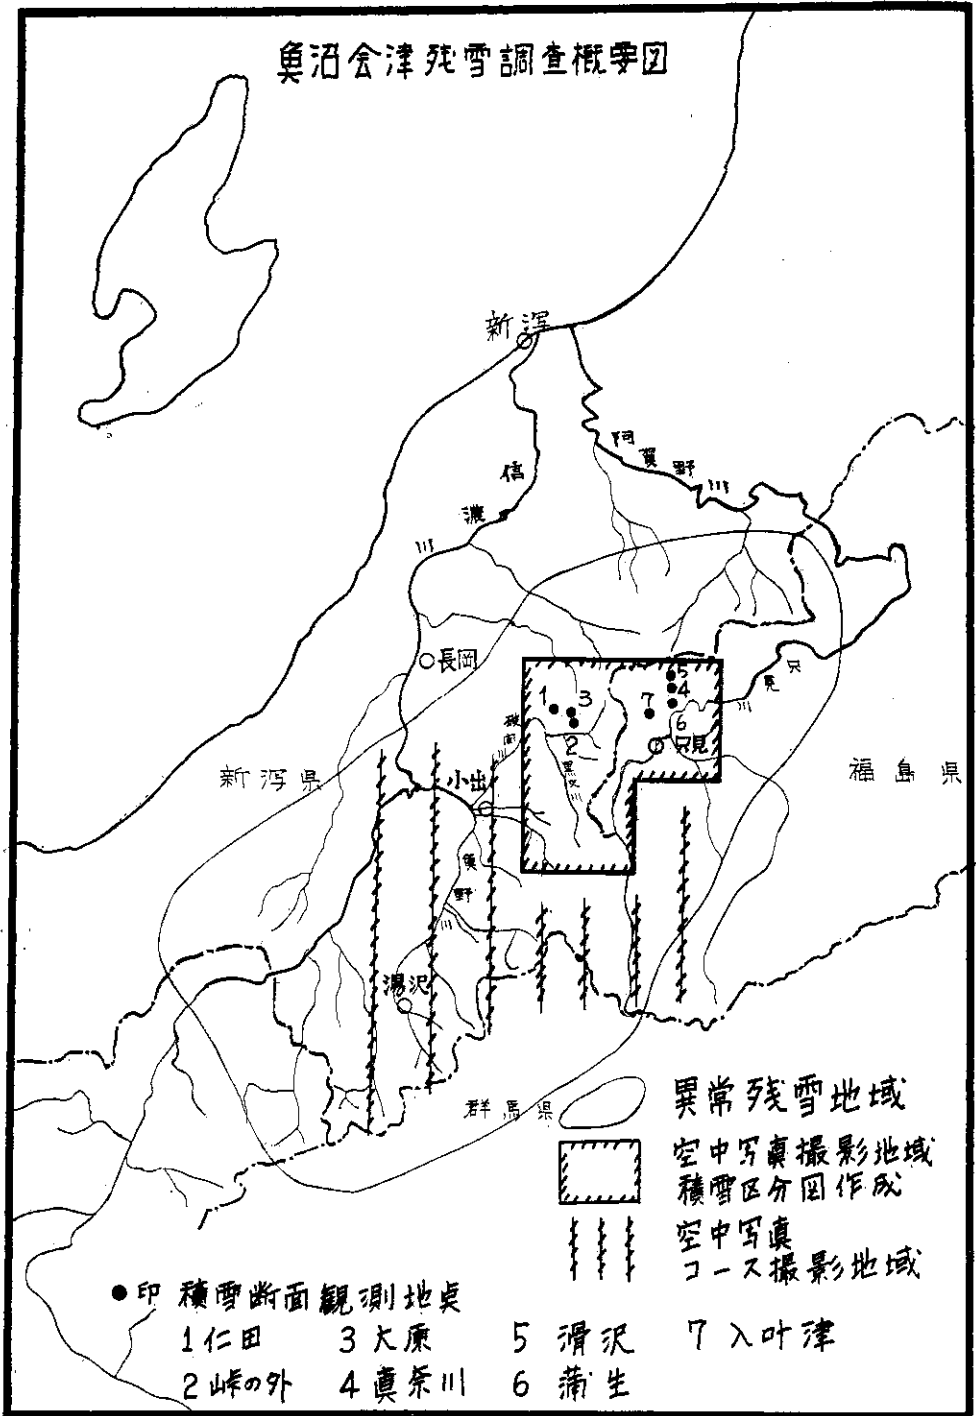 魚沼会津残雪調査概要図
新潟
阿賀野川
信濃川
長岡
只見川
1
3
2
5
4
7
6
只見
破間川
黒又川
新潟県
小出
福島県
魚野川
湯沢
群馬県
異常残雪地域
空中写真撮影地域
積雪区分図作成
空中写真
コース撮影地域
●印 積雪断面観測地点
1 仁田 3 大原 5 滑沢 7 入叶津
2 峠の外 4 真奈川 6 蒲生